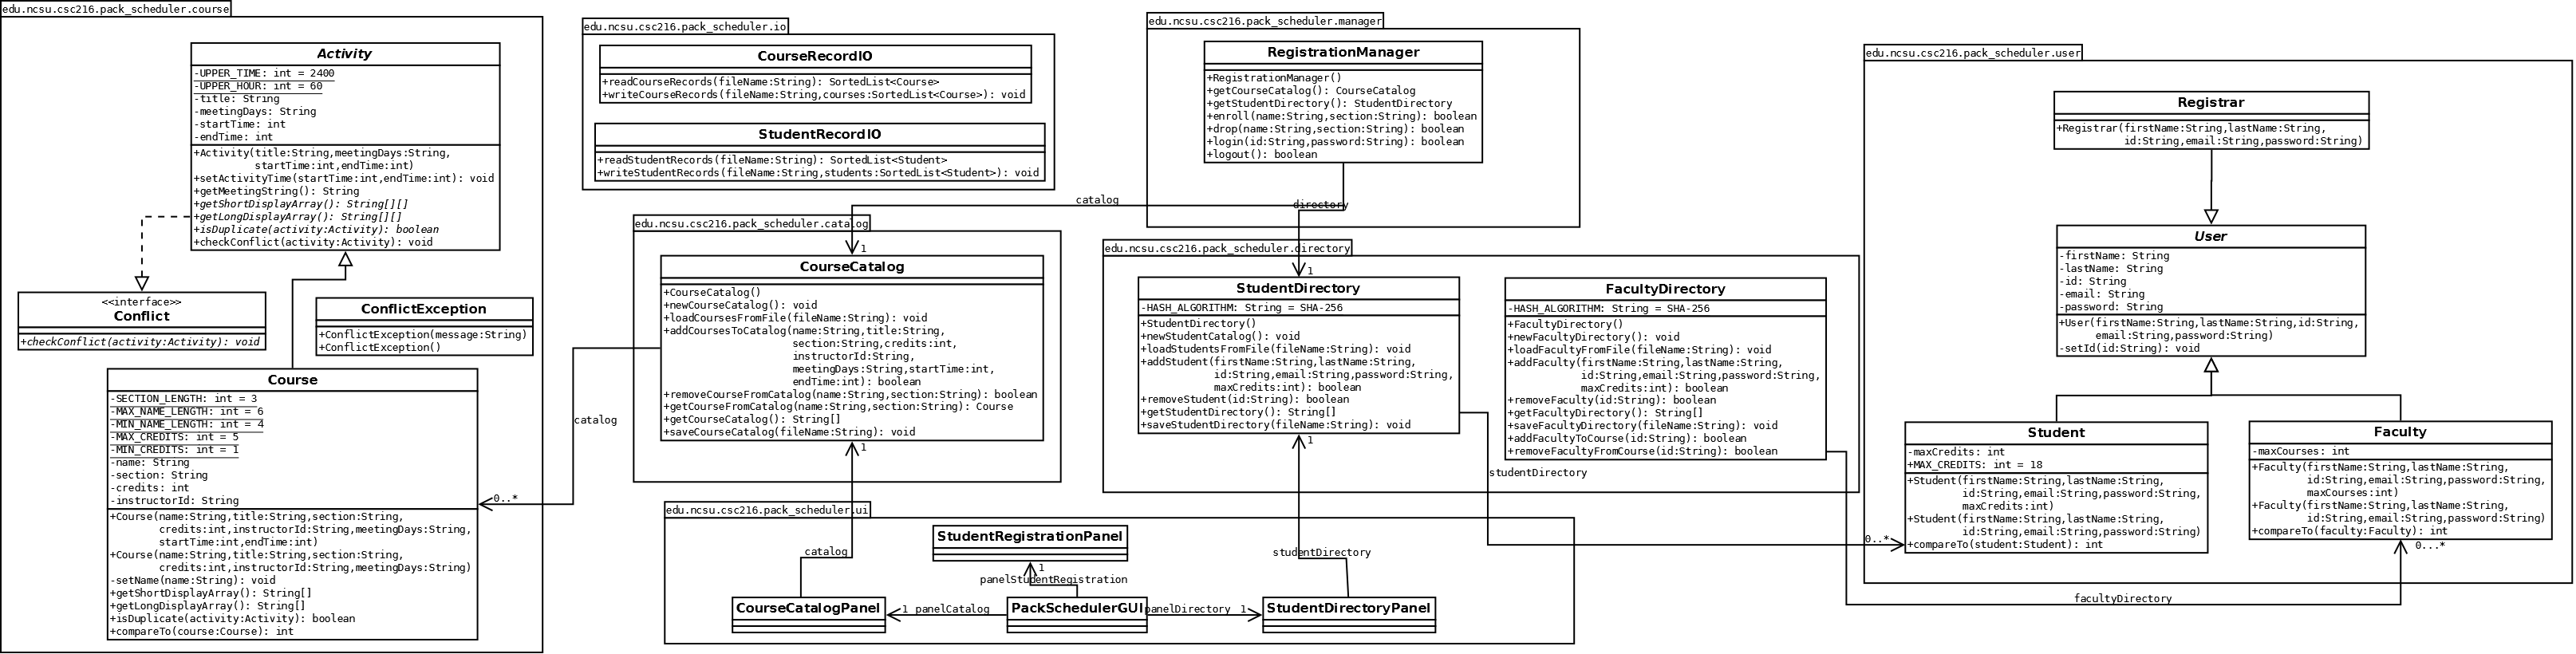 edu.ncsu.csc216.pack_scheduler.course
Activity
-UPPER_TIME: int = 2400
-UPPER_HOUR: int = 60
-title: String
-meetingDays: String
-startTime: int
-endTime: int
+Activity(title:String,meetingDays:String,
startTime:int,endTime:int)
+setActivityTime(startTime:int,endTime:int): void
+getMeetingString(): String
+getShortDisplayArray(): String[][]
+getLongDisplayArray(): String[][]
+isDuplicate(activity:Activity): boolean
+checkConflict(activity:Activity): void
<<interface>>
Conflict
+checkConflict(activity:Activity): void
ConflictException
+ConflictException(message:String)
+ConflictException()
Course
-SECTION_LENGTH: int = 3
-MAX_NAME_LENGTH: int = 6
-MIN_NAME_LENGTH: int = 4
-MAX_CREDITS: int = 5
-MIN_CREDITS: int = 1
-name: String
-section: String
-credits: int
-instructorId: String
+Course(name:String,title:String,section:String,
credits:int,instructorId:String,meetingDays:String,
startTime:int,endTime:int)
+Course(name:String,title:String,section:String,
credits:int,instructorId:String,meetingDays:String)
-setName(name:String): void
+getShortDisplayArray(): String[]
+getLongDisplayArray(): String[]
+isDuplicate(activity:Activity): boolean
+compareTo(course:Course): int
0..*
catalog
edu.ncsu.csc216.pack_scheduler.io
CourseRecordIO
+readCourseRecords(fileName:String): SortedList<Course>
+writeCourseRecords(fileName:String,courses:SortedList<Course>): void
StudentRecordIO
+readStudentRecords(fileName:String): SortedList<Student>
+writeStudentRecords(fileName:String,students:SortedList<Student>): void
edu.ncsu.csc216.pack_scheduler.manager
RegistrationManager
+RegistrationManager()
+getCourseCatalog(): CourseCatalog
+getStudentDirectory(): StudentDirectory
+enroll(name:String,section:String): boolean
+drop(name:String,section:String): boolean
+login(id:String,password:String): boolean
+logout(): boolean
catalog
directory
edu.ncsu.csc216.pack_scheduler.catalog
1
CourseCatalog
+CourseCatalog()
+newCourseCatalog(): void
+loadCoursesFromFile(fileName:String): void
+addCoursesToCatalog(name:String,title:String,
section:String,credits:int,
instructorId:String,
meetingDays:String,startTime:int,
endTime:int): boolean
+removeCourseFromCatalog(name:String,section:String): boolean
+getCourseFromCatalog(name:String,section:String): Course
+getCourseCatalog(): String[]
+saveCourseCatalog(fileName:String): void
1
edu.ncsu.csc216.pack_scheduler.directory
1
StudentDirectory
-HASH_ALGORITHM: String = SHA-256
+StudentDirectory()
+newStudentCatalog(): void
+loadStudentsFromFile(fileName:String): void
+addStudent(firstName:String,lastName:String,
id:String,email:String,password:String,
maxCredits:int): boolean
+removeStudent(id:String): boolean
+getStudentDirectory(): String[]
+saveStudentDirectory(fileName:String): void
1
FacultyDirectory
-HASH_ALGORITHM: String = SHA-256
+FacultyDirectory()
+newFacultyDirectory(): void
+loadFacultyFromFile(fileName:String): void
+addFaculty(firstName:String,lastName:String,
id:String,email:String,password:String,
maxCredits:int): boolean
+removeFaculty(id:String): boolean
+getFacultyDirectory(): String[]
+saveFacultyDirectory(fileName:String): void
+addFacultyToCourse(id:String): boolean
+removeFacultyFromCourse(id:String): boolean
studentDirectory
edu.ncsu.csc216.pack_scheduler.ui
StudentRegistrationPanel
catalog
1
panelStudentRegistration
studentDirectory
CourseCatalogPanel
1 panelCatalog
PackSchedulerGUI
panelDirectory 1
StudentDirectoryPanel
edu.ncsu.csc216.pack_scheduler.user
Registrar
+Registrar(firstName:String,lastName:String,
id:String,email:String,password:String)
User
-firstName: String
-lastName: String
-id: String
-email: String
-password: String
+User(firstName:String,lastName:String,id:String,
email:String,password:String)
-setId(id:String): void
Student
-maxCredits: int
+MAX_CREDITS: int = 18
+Student(firstName:String,lastName:String,
id:String,email:String,password:String,
maxCredits:int)
+Student(firstName:String,lastName:String,
id:String,email:String,password:String)
+compareTo(student:Student): int
0..*
Faculty
-maxCourses: int
+Faculty(firstName:String,lastName:String,
id:String,email:String,password:String,
maxCourses:int)
+Faculty(firstName:String,lastName:String,
id:String,email:String,password:String)
+compareTo(faculty:Faculty): int
0...*
facultyDirectory